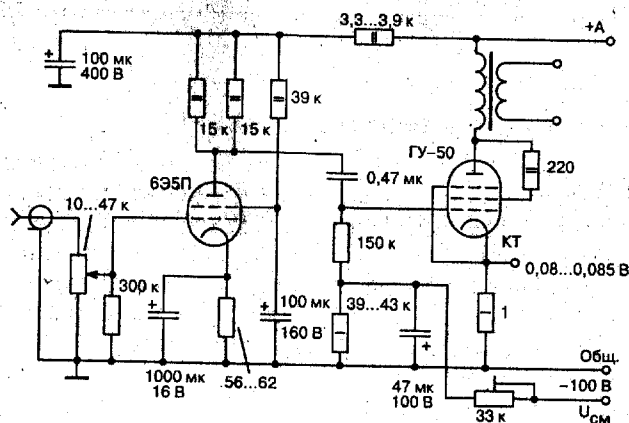 3,3...3,9 к
+А
100 мк
400 В
39 к
15 к
15 к
ГУ-50
220
6Э5П
0,47 мк
10...47 к
КТ
150 к
0,08...0,085 В
300 к
100 мк
160 В
39...43 к
1
Общ.
1000 мк
16 В
56...62
47 мк
100 В
33 к
-100 В
Uсм